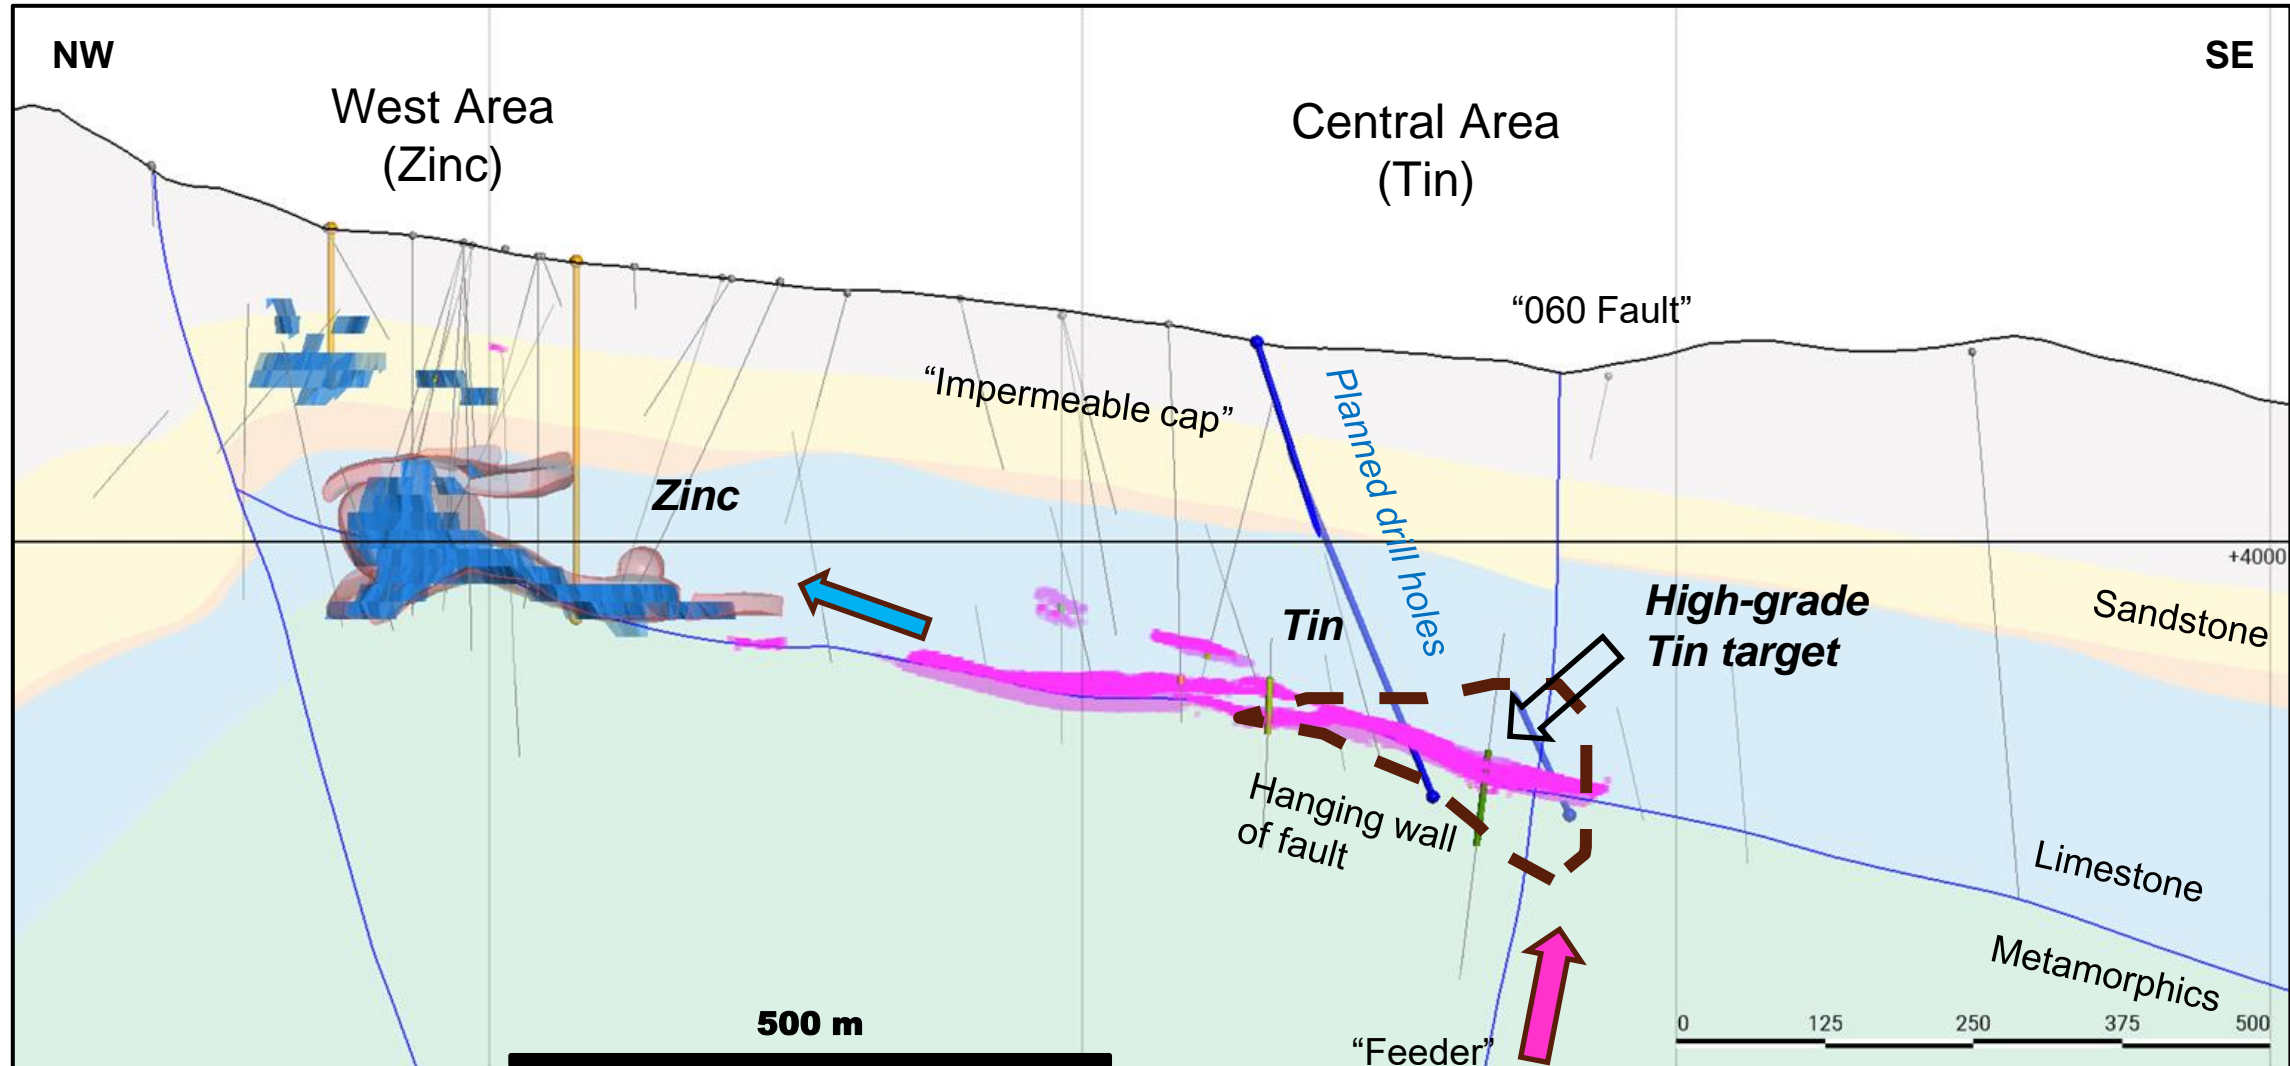 NW
SE
West Area
(Zinc)
Central Area
(Tin)
“060 Fault”
“Impermeable cap”
Planned drill holes
Zinc
+4000
Tin
High-grade
Tin target
Sandstone
Hanging wall
of fault
Limestone
Metamorphics
500 m
“Feeder”
0 125 250 375 500